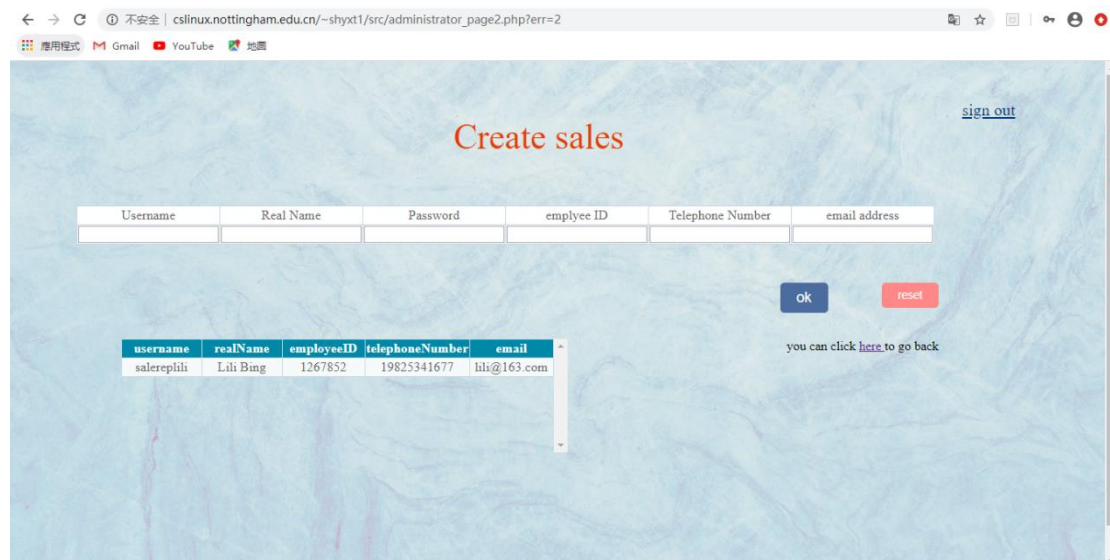 不安全 | cslinux.nottingham.edu.cn/~shyxt1/src/administrator_page2.php?err=2
應用程式 Gmail YouTube 地圖
sign out
Create sales
Username Real Name Password emplyee ID Telephone Number email address
ok reset
you can click here to go back
username realName employeeID telephoneNumber email
salereplili Lili Bing 1267852 19825341677 lili@163.com